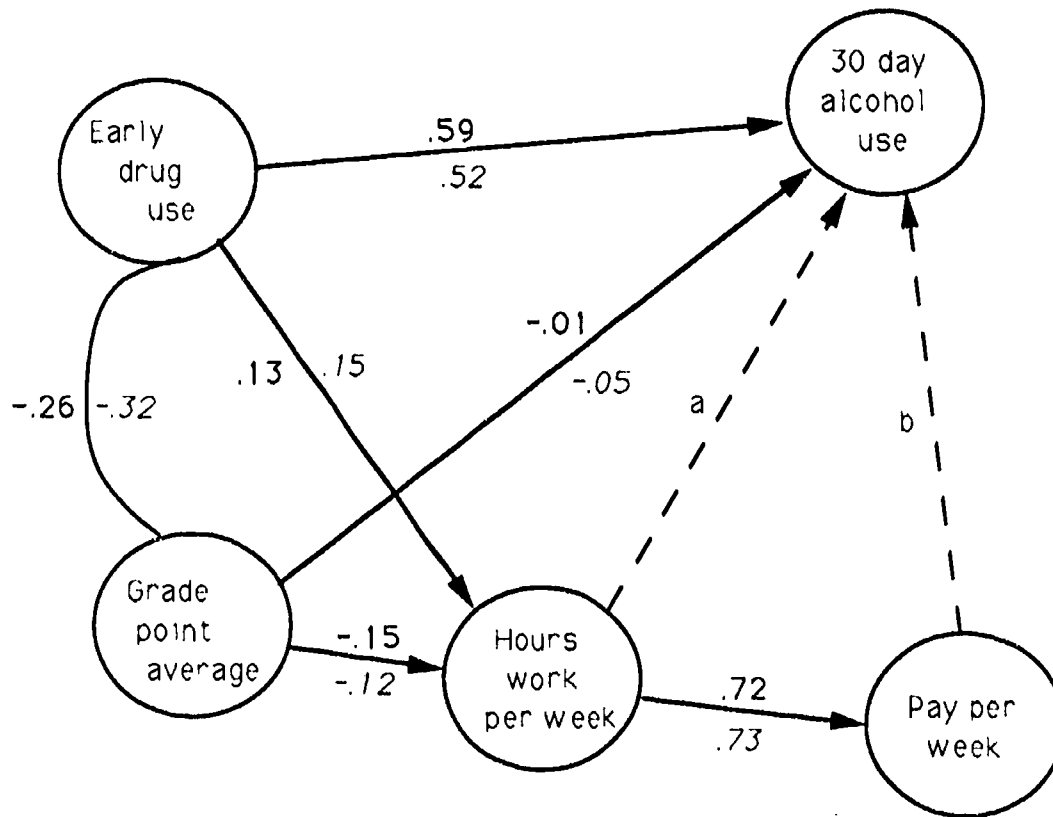 30 day
alcohol
use
Early
drug
use
.59
.52
-.01
-.05
.13 .15
-.26 -.32
a
b
Grade
point
average
-.15
-.12
Hours
work
per week
.72
.73
Pay per
week